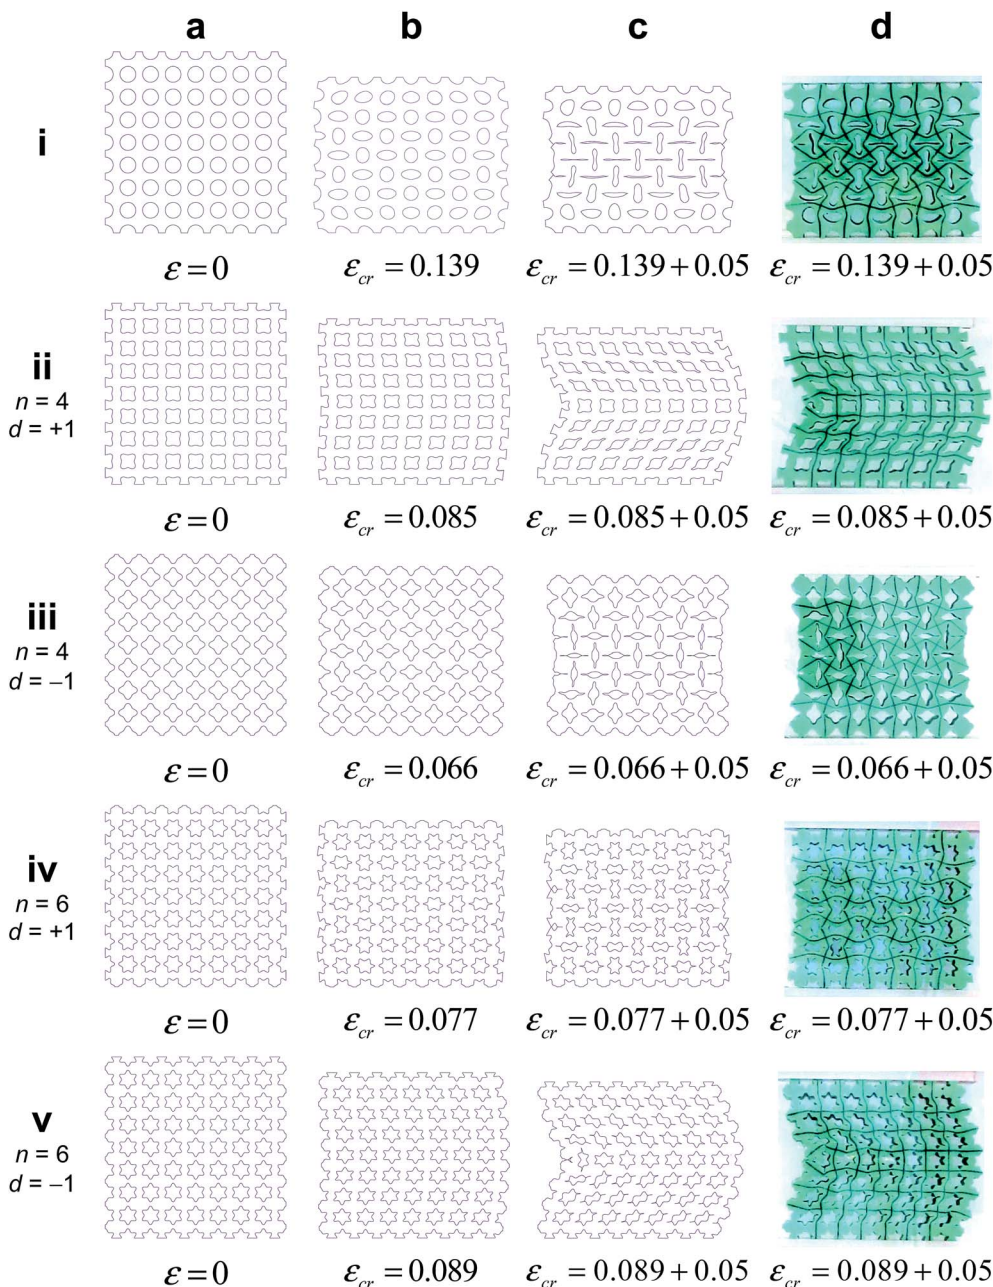 a b c d
i
ε = 0 ε_cr = 0.139 ε_cr = 0.139 + 0.05 ε_cr = 0.139 + 0.05
ii
n = 4
d = +1
ε = 0 ε_cr = 0.085 ε_cr = 0.085 + 0.05 ε_cr = 0.085 + 0.05
iii
n = 4
d = –1
ε = 0 ε_cr = 0.066 ε_cr = 0.066 + 0.05 ε_cr = 0.066 + 0.05
iv
n = 6
d = +1
ε = 0 ε_cr = 0.077 ε_cr = 0.077 + 0.05 ε_cr = 0.077 + 0.05
v
n = 6
d = –1
ε = 0 ε_cr = 0.089 ε_cr = 0.089 + 0.05 ε_cr = 0.089 + 0.05